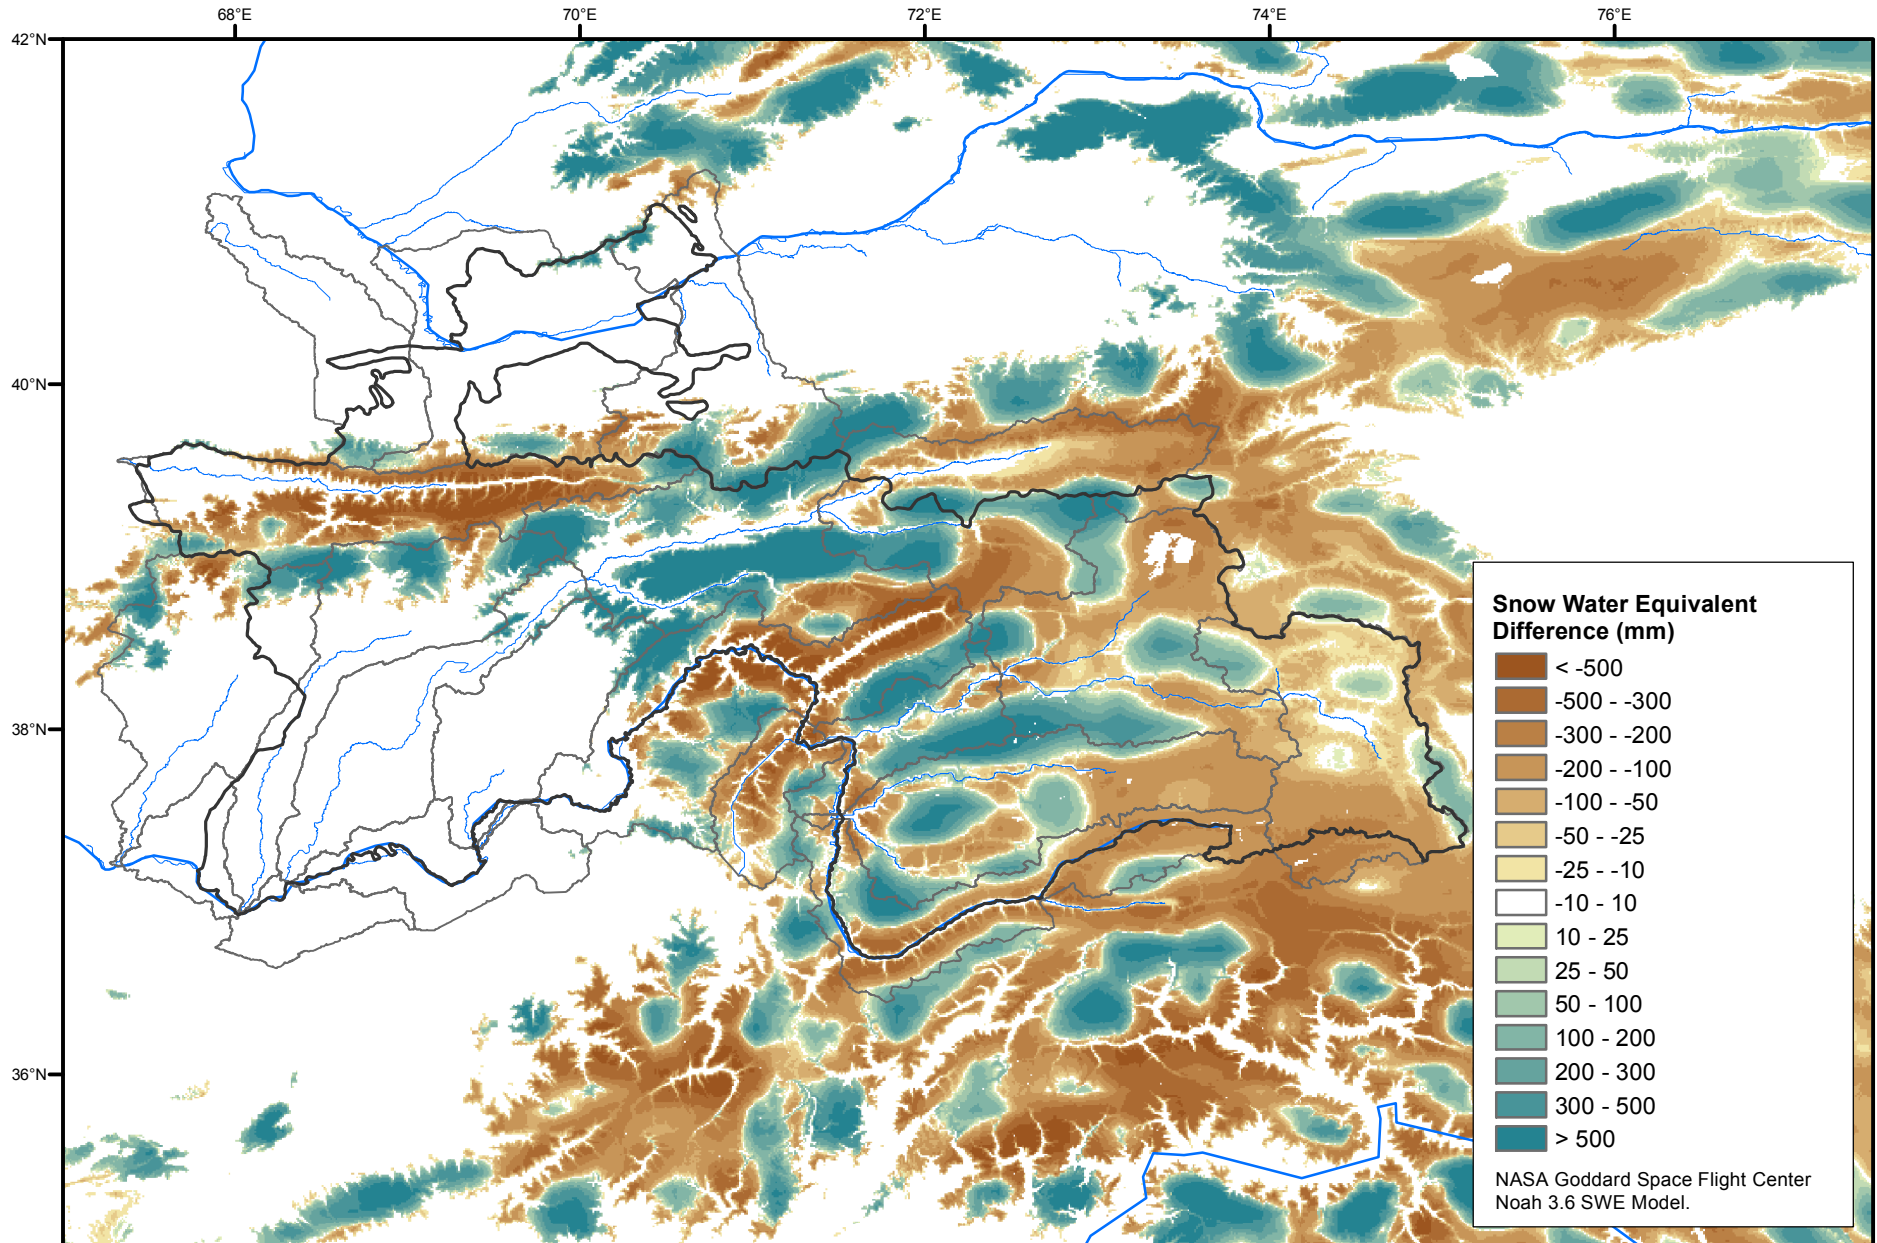 68°E 70°E 72°E 74°E 76°E
42°N
40°N
38°N
36°N
Snow Water Equivalent
Difference (mm)
< -500
-500 - -300
-300 - -200
-200 - -100
-100 - -50
-50 - -25
-25 - -10
-10 - 10
10 - 25
25 - 50
50 - 100
100 - 200
200 - 300
300 - 500
> 500
NASA Goddard Space Flight Center
Noah 3.6 SWE Model.